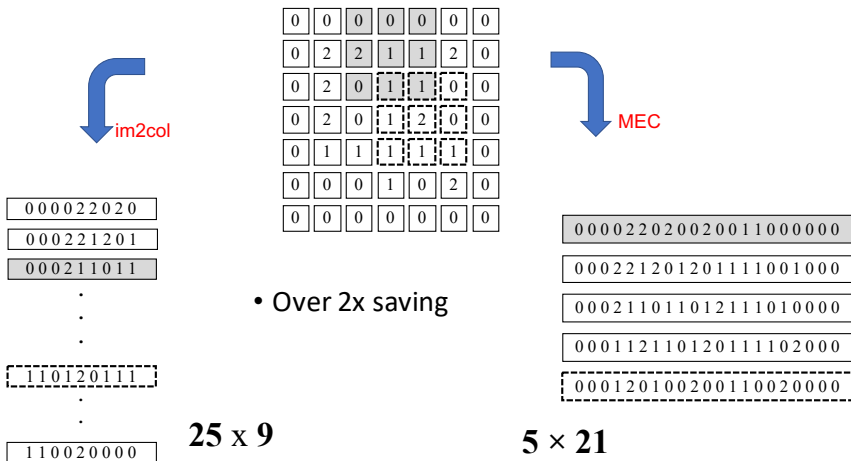 0 0 0 0 0 0 0
0 2 2 1 1 2 0
0 2 0 1 1 0 0
0 2 0 1 2 0 0
0 1 1 1 1 1 0
0 0 0 1 0 2 0
0 0 0 0 0 0 0
im2col
MEC
0 0 0 0 2 2 0 2 0
0 0 0 2 2 1 2 0 1
0 0 0 2 1 1 0 1 1
.
.
.
1 1 0 1 2 0 1 1 1
.
.
1 1 0 0 2 0 0 0 0
25 x 9
• Over 2x saving
0 0 0 0 2 2 0 2 0 0 2 0 0 1 1 0 0 0 0 0 0
0 0 0 2 2 1 2 0 1 2 0 1 1 1 1 0 0 1 0 0 0
0 0 0 2 1 1 0 1 1 0 1 2 1 1 1 0 1 0 0 0 0
0 0 0 1 1 2 1 1 0 1 2 0 1 1 1 1 0 2 0 0 0
0 0 0 1 2 0 1 0 0 2 0 0 1 1 0 0 2 0 0 0 0
5 × 21